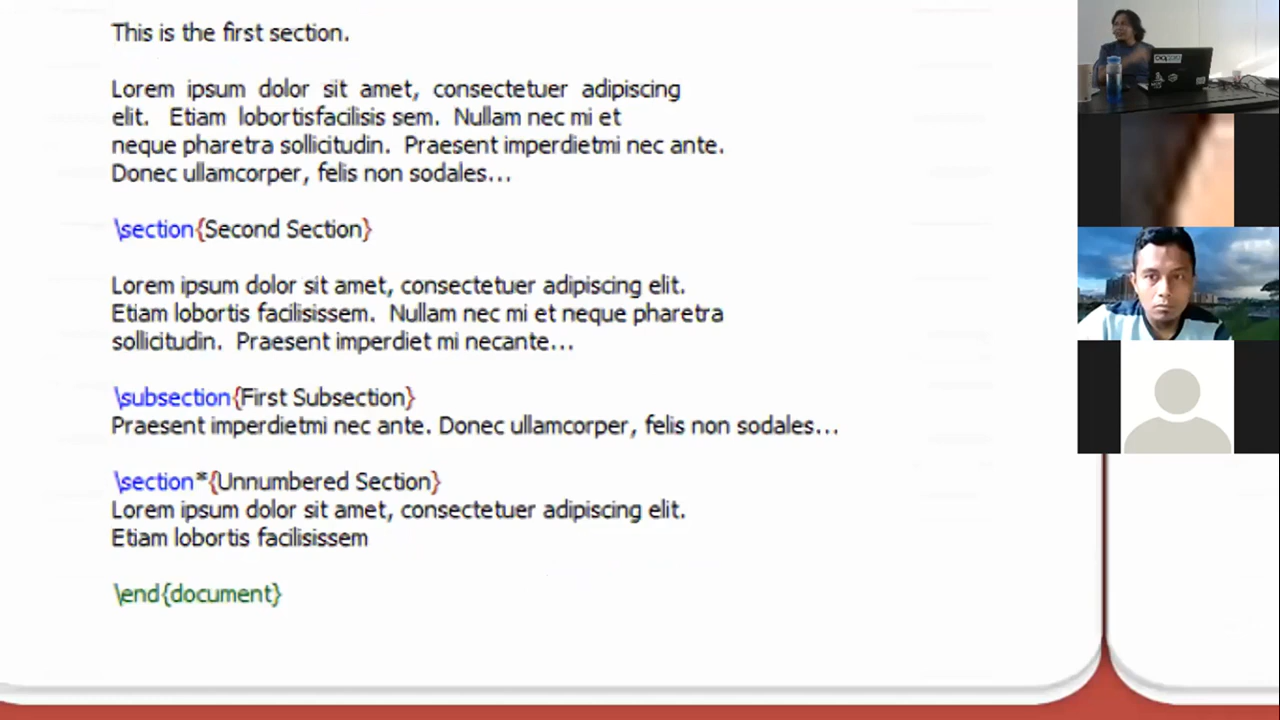 This is the first section.
Lorem ipsum dolor sit amet, consectetuer adipiscing
elit. Etiam lobortisfacilisis sem. Nullam nec mi et
neque pharetra sollicitudin. Praesent imperdietmi nec ante.
Donec ullamcorper, felis non sodales...
\section{Second Section}
Lorem ipsum dolor sit amet, consectetuer adipiscing elit.
Etiam lobortis facilisissem. Nullam nec mi et neque pharetra
sollicitudin. Praesent imperdiet mi necante...
\subsection{First Subsection}
Praesent imperdietmi nec ante. Donec ullamcorper, felis non sodales...
\section*{Unnumbered Section}
Lorem ipsum dolor sit amet, consectetuer adipiscing elit.
Etiam lobortis facilisissem
\end{document}